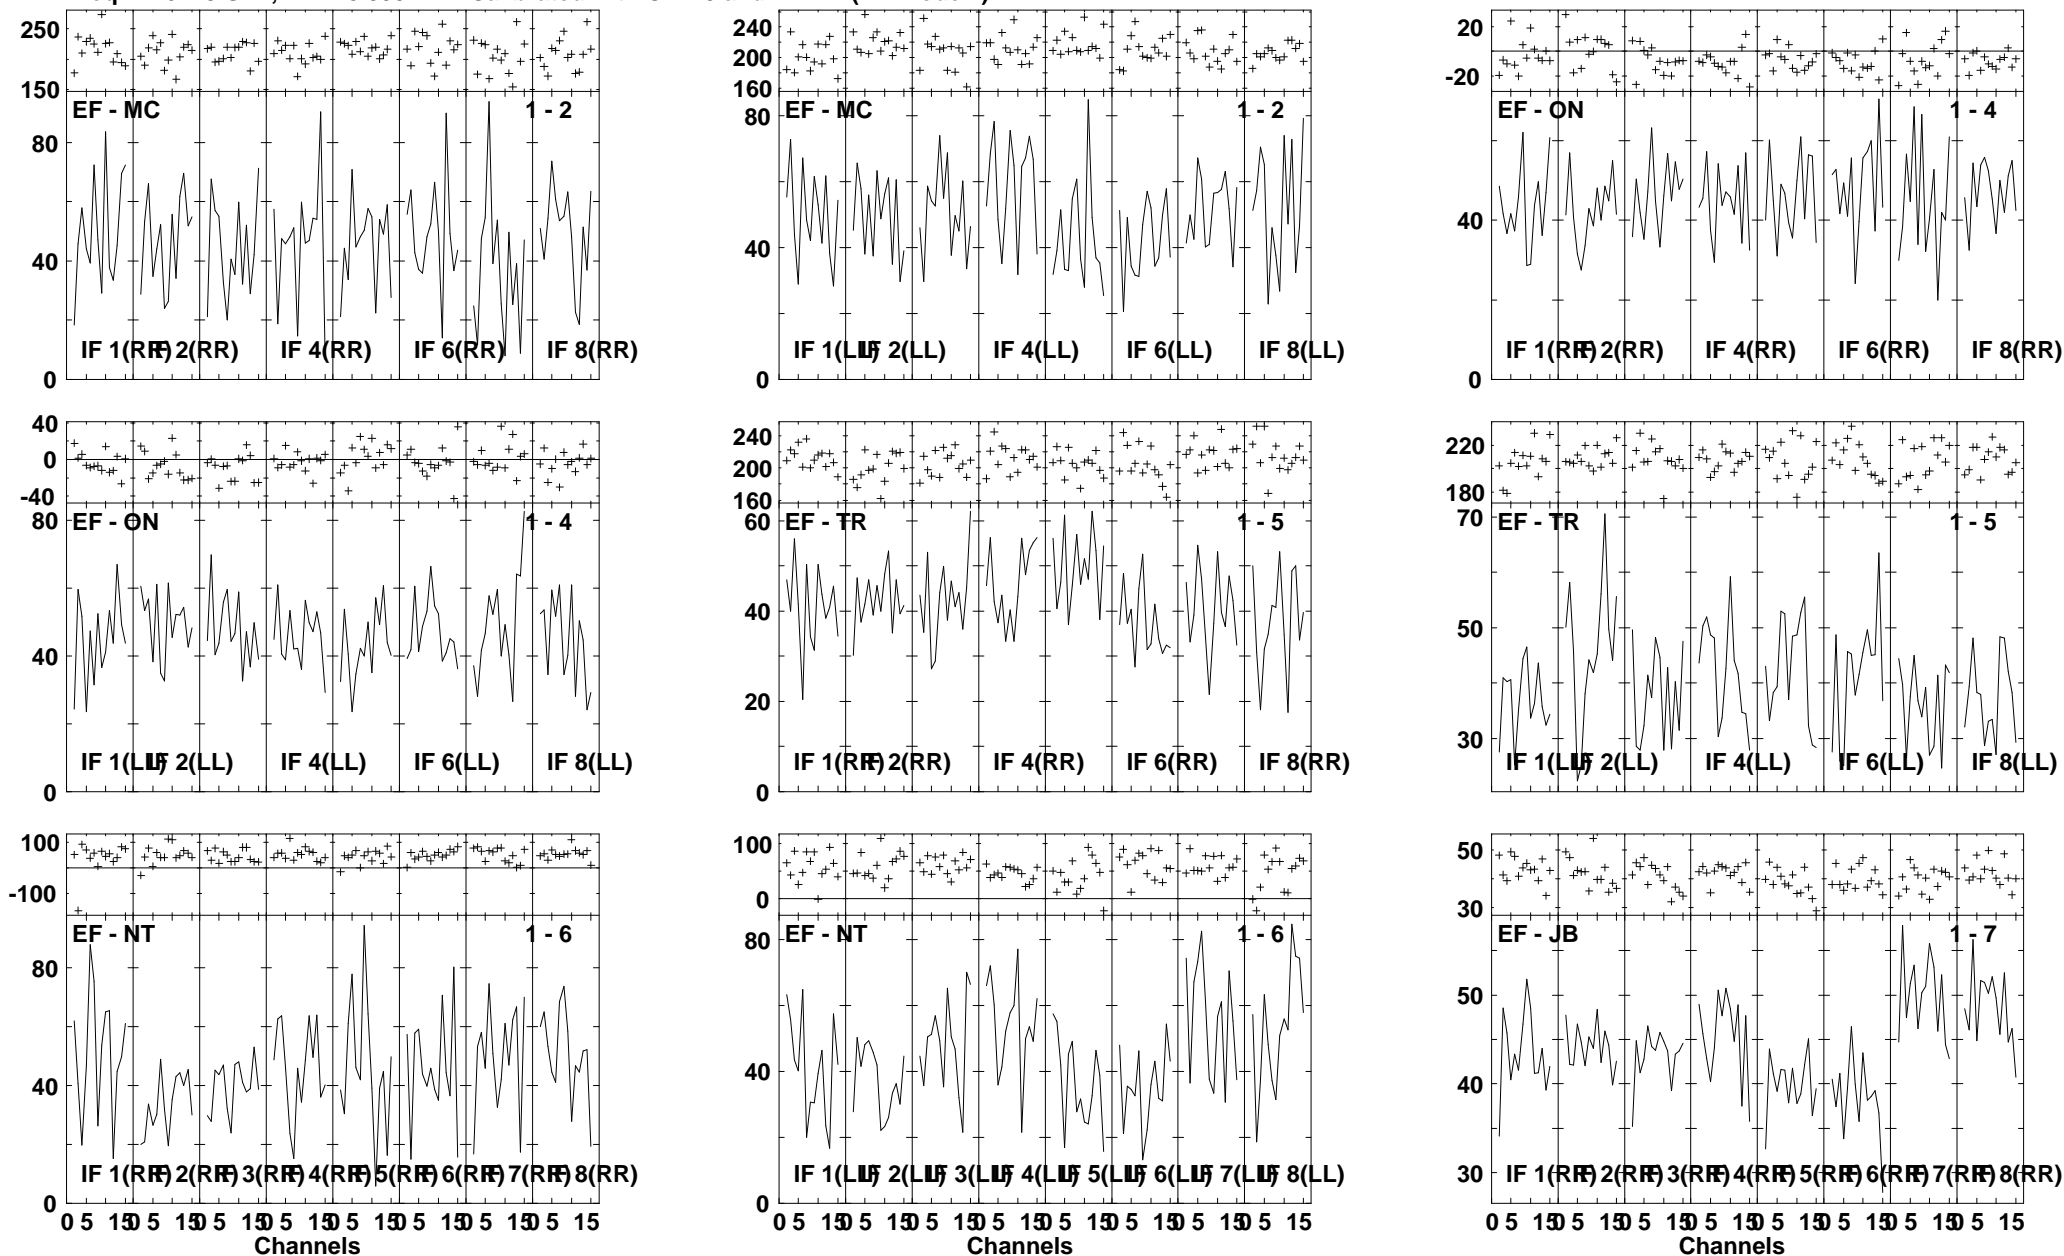 250
150
EF - MC
1 - 2
80
40
0
IF 1(RR) IF 2(RR) IF 4(RR) IF 6(RR) IF 8(RR)
240
200
160
EF - MC
1 - 2
80
40
0
IF 1(LL) IF 2(LL) IF 4(LL) IF 6(LL) IF 8(LL)
20
-20
EF - ON
1 - 4
40
0
IF 1(RR) IF 2(RR) IF 4(RR) IF 6(RR) IF 8(RR)
40
0
-40
EF - ON
1 - 4
80
40
0
IF 1(LL) IF 2(LL) IF 4(LL) IF 6(LL) IF 8(LL)
240
200
160
EF - TR
1 - 5
60
40
20
0
IF 1(RR) IF 2(RR) IF 4(RR) IF 6(RR) IF 8(RR)
220
180
EF - TR
1 - 5
70
50
30
IF 1(LL) IF 2(LL) IF 4(LL) IF 6(LL) IF 8(LL)
100
-100
EF - NT
1 - 6
80
40
0
IF 1(RR) IF 2(RR) IF 3(RR) IF 4(RR) IF 5(RR) IF 6(RR) IF 7(RR) IF 8(RR)
0 5 15 0 5 15 0 5 15 0 5 15 0 5 15 0 5 15 0 5 15 0 5 15
Channels
100
0
EF - NT
1 - 6
80
40
0
IF 1(LL) IF 2(LL) IF 3(LL) IF 4(LL) IF 5(LL) IF 6(LL) IF 7(LL) IF 8(LL)
0 5 15 0 5 15 0 5 15 0 5 15 0 5 15 0 5 15 0 5 15 0 5 15
Channels
50
30
EF - JB
1 - 7
50
40
30
IF 1(RR) IF 2(RR) IF 3(RR) IF 4(RR) IF 5(RR) IF 6(RR) IF 7(RR) IF 8(RR)
0 5 15 0 5 15 0 5 15 0 5 15 0 5 15 0 5 15 0 5 15 0 5 15
Channels